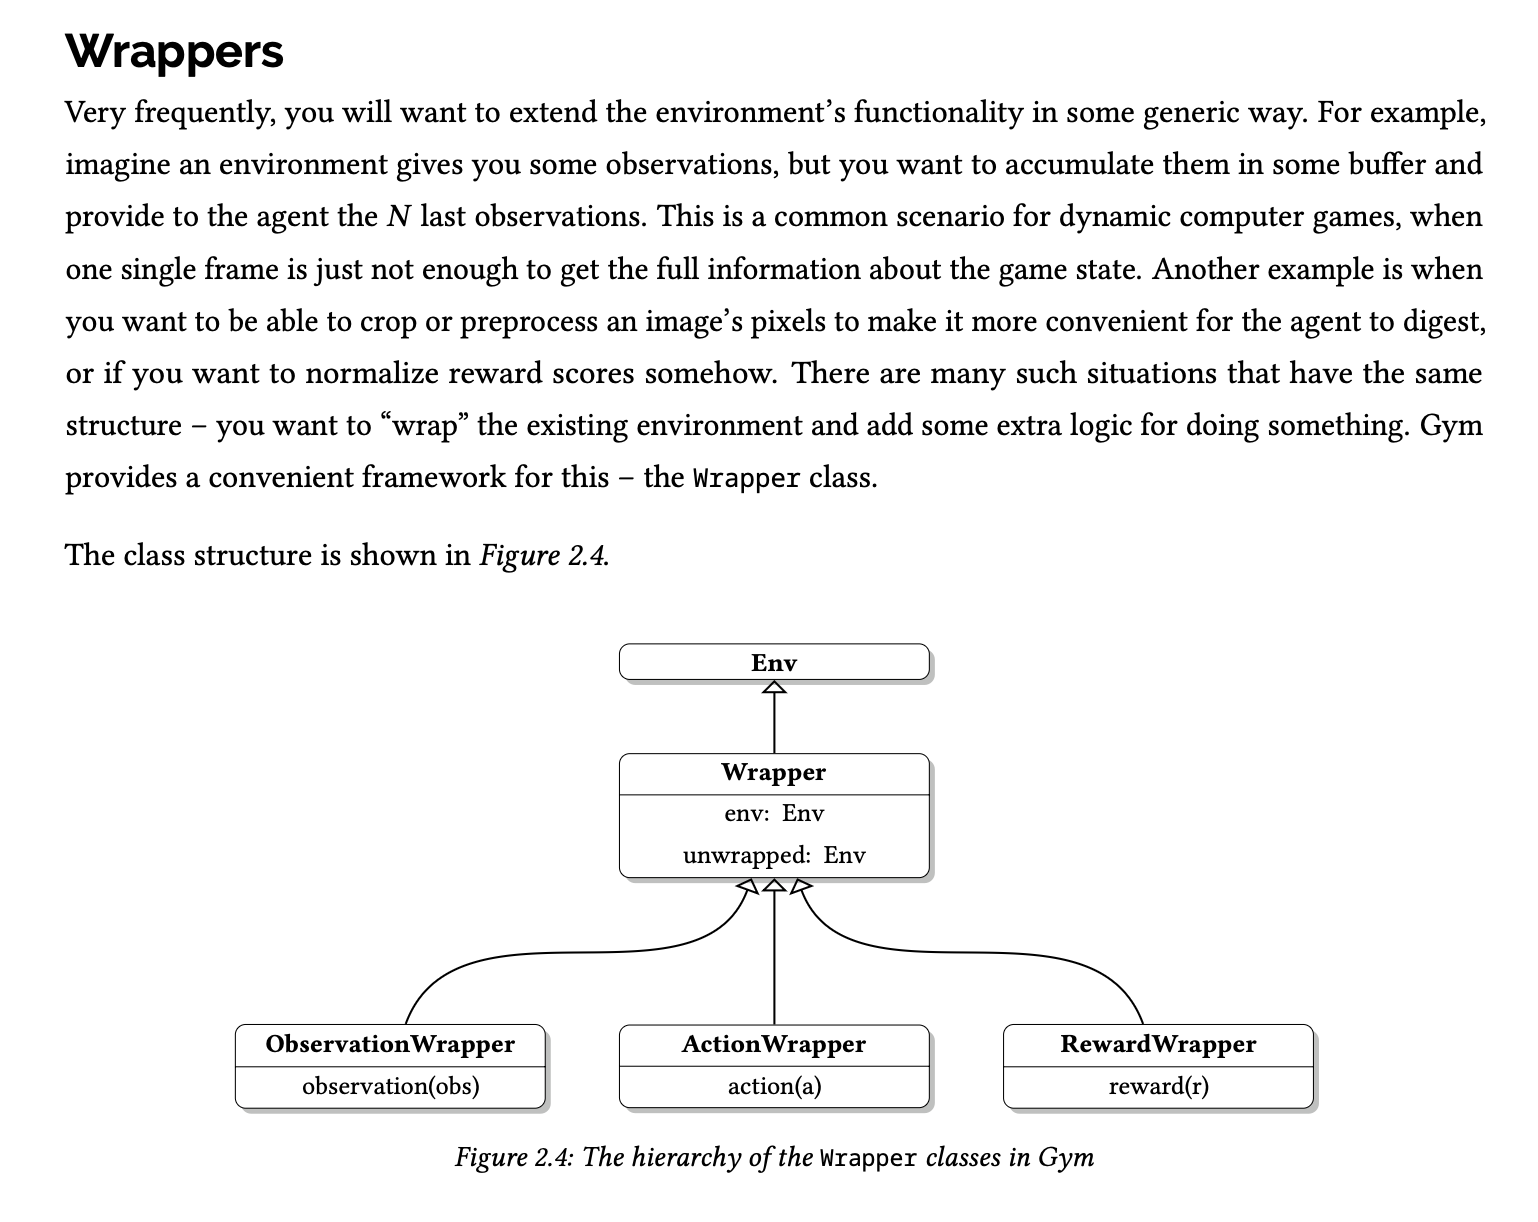 Wrappers
Very frequently, you will want to extend the environment’s functionality in some generic way. For example,
imagine an environment gives you some observations, but you want to accumulate them in some buffer and
provide to the agent the N last observations. This is a common scenario for dynamic computer games, when
one single frame is just not enough to get the full information about the game state. Another example is when
you want to be able to crop or preprocess an image’s pixels to make it more convenient for the agent to digest,
or if you want to normalize reward scores somehow. There are many such situations that have the same
structure – you want to “wrap” the existing environment and add some extra logic for doing something. Gym
provides a convenient framework for this – the Wrapper class.
The class structure is shown in Figure 2.4.
Env
Wrapper
env: Env
unwrapped: Env
ObservationWrapper
observation(obs)
ActionWrapper
action(a)
RewardWrapper
reward(r)
Figure 2.4: The hierarchy of the Wrapper classes in Gym